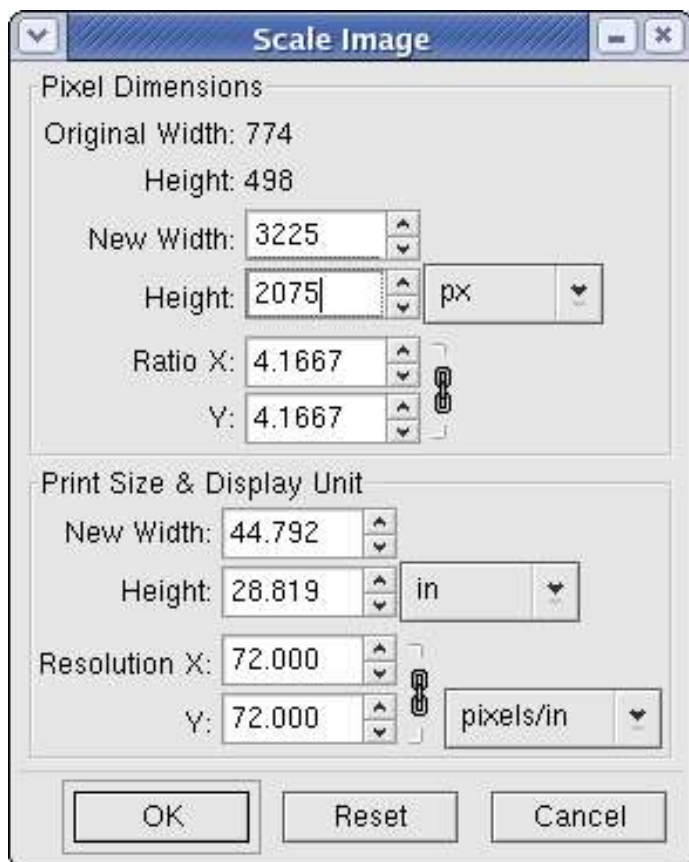 Scale Image
Pixel Dimensions
Original Width: 774
Height: 498
New Width: 3225
Height: 2075 px
Ratio X: 4.1667
Y: 4.1667
Print Size & Display Unit
New Width: 44.792
Height: 28.819 in
Resolution X: 72.000
Y: 72.000 pixels/in
OK Reset Cancel